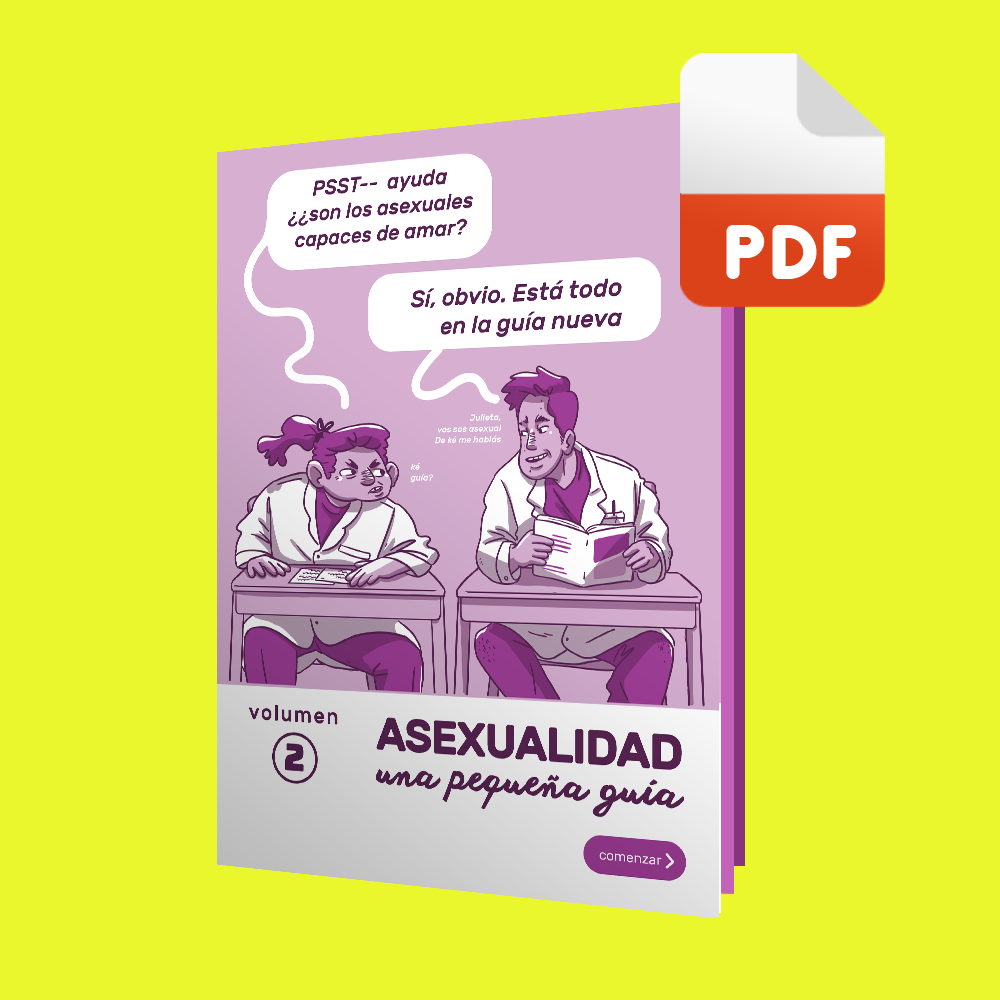 PDF
PSST-- ayuda
¿¿son los asexuales
capaces de amar?
Sí, obvio. Está todo
en la guía nueva
Julieta,
vos sos asexual
De ké me hablás
ké
guía?
volumen
2
ASEXUALIDAD
una pequeña guía
comenzar